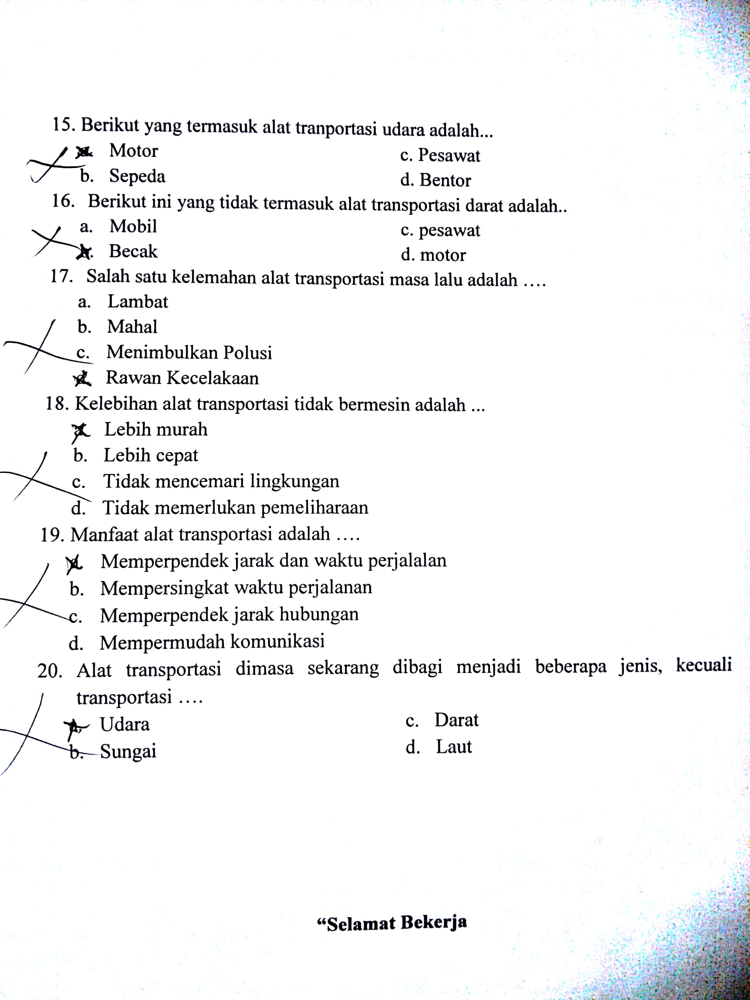 15. Berikut yang termasuk alat tranportasi udara adalah...
a. Motor c. Pesawat
b. Sepeda d. Bentor
16. Berikut ini yang tidak termasuk alat transportasi darat adalah..
a. Mobil c. pesawat
b. Becak d. motor
17. Salah satu kelemahan alat transportasi masa lalu adalah ....
a. Lambat
b. Mahal
c. Menimbulkan Polusi
d. Rawan Kecelakaan
18. Kelebihan alat transportasi tidak bermesin adalah ...
a. Lebih murah
b. Lebih cepat
c. Tidak mencemari lingkungan
d. Tidak memerlukan pemeliharaan
19. Manfaat alat transportasi adalah ....
a. Memperpendek jarak dan waktu perjalalan
b. Mempersingkat waktu perjalanan
c. Memperpendek jarak hubungan
d. Mempermudah komunikasi
20. Alat transportasi dimasa sekarang dibagi menjadi beberapa jenis, kecuali
transportasi ....
a. Udara c. Darat
b. Sungai d. Laut
“Selamat Bekerja